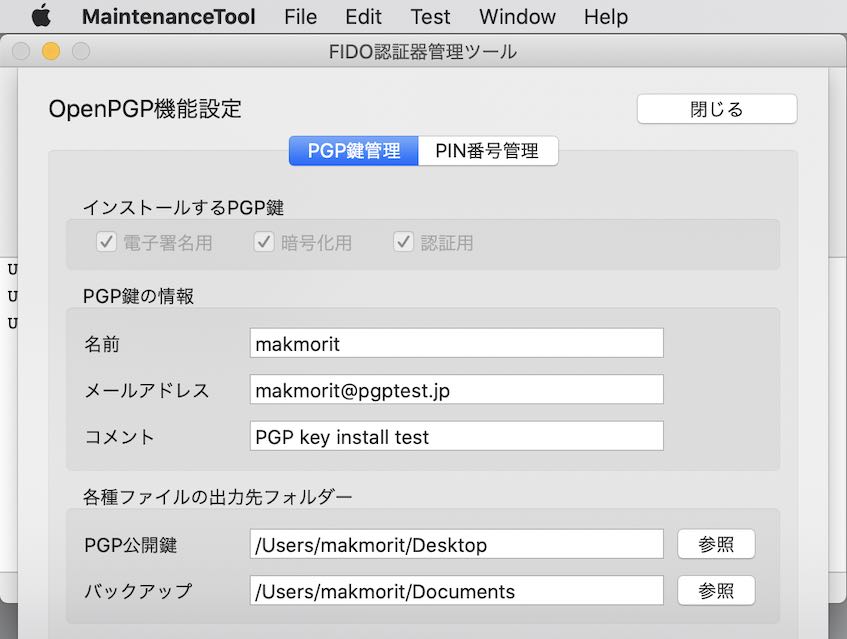 MaintenanceTool File Edit Test Window Help
FIDO認証器管理ツール
OpenPGP機能設定 閉じる
PGP鍵管理 PIN番号管理
インストールするPGP鍵
電子署名用 暗号化用 認証用
PGP鍵の情報
名前 makmorit
メールアドレス makmorit@pgptest.jp
コメント PGP key install test
各種ファイルの出力先フォルダー
PGP公開鍵 /Users/makmorit/Desktop 参照
バックアップ /Users/makmorit/Documents 参照